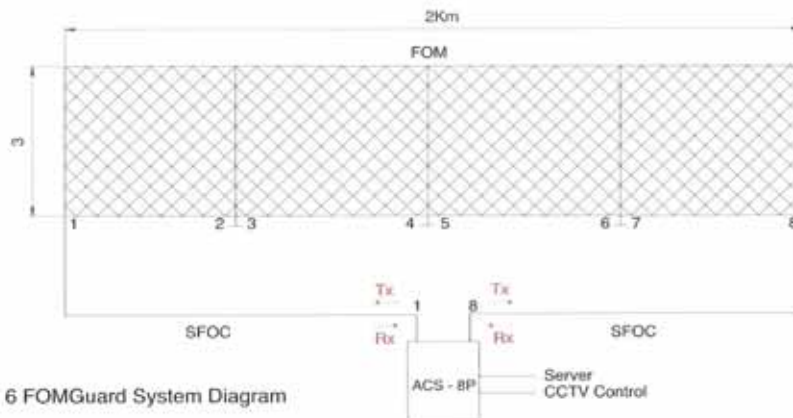 2Km
FOM
3
1 2 3 4 5 6 7 8
Tx 1 8 Tx
SFOC Rx Rx SFOC
ACS - 8P
Server
CCTV Control
6 FOMGuard System Diagram